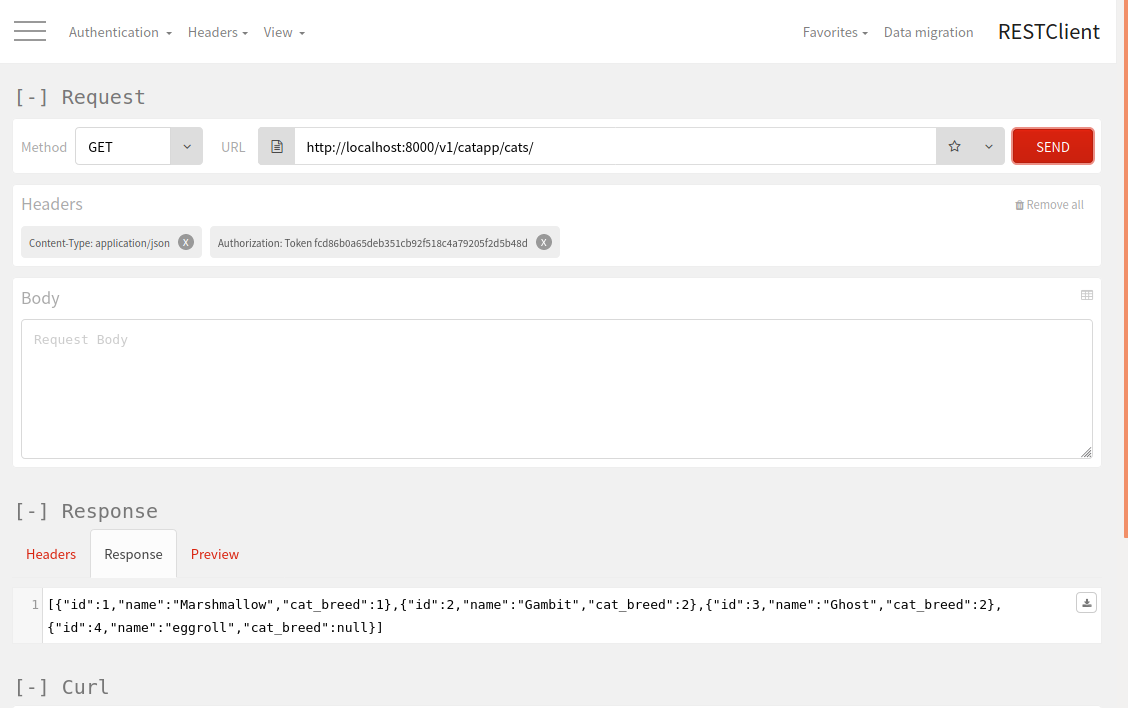 Authentication Headers View Favorites Data migration RESTClient
[-] Request
Method GET URL http://localhost:8000/v1/catapp/cats/ SEND
Headers Remove all
Content-Type: application/json X Authorization: Token fcd86b0a65deb351cb92f518c4a79205f2d5b48d X
Body
Request Body
[-] Response
Headers Response Preview
1 [{"id":1,"name":"Marshmallow","cat_breed":1},{"id":2,"name":"Gambit","cat_breed":2},{"id":3,"name":"Ghost","cat_breed":2},
{"id":4,"name":"eggroll","cat_breed":null}]
[-] Curl